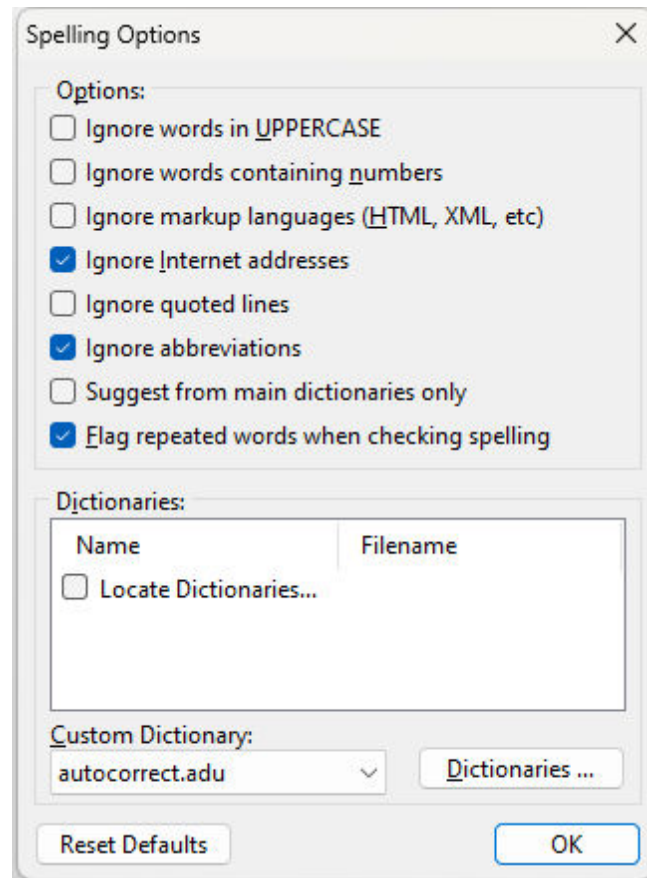 Spelling Options
Options:
Ignore words in UPPERCASE
Ignore words containing numbers
Ignore markup languages (HTML, XML, etc)
Ignore Internet addresses
Ignore quoted lines
Ignore abbreviations
Suggest from main dictionaries only
Flag repeated words when checking spelling
Dictionaries:
Name Filename
Locate Dictionaries...
Custom Dictionary:
autocorrect.adu Dictionaries ...
Reset Defaults OK